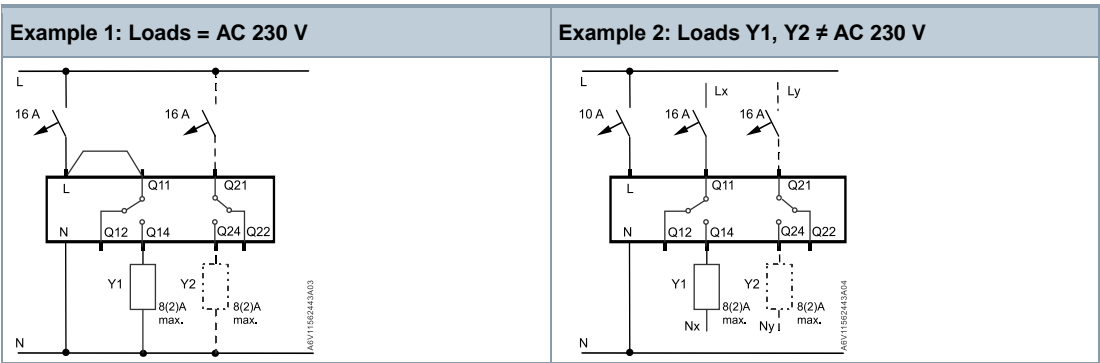 Example 1: Loads = AC 230 V
L
16 A
16 A
L
Q11
Q21
N
Q12
Q14
Q24
Q22
Y1
Y2
8(2)A
max.
8(2)A
max.
N
A6V11562443A03
Example 2: Loads Y1, Y2 ≠ AC 230 V
L
Lx
Ly
10 A
16 A
16 A
L
Q11
Q21
N
Q12
Q14
Q24
Q22
Y1
Y2
8(2)A
max.
8(2)A
max.
Nx
Ny
N
A6V11562443A04